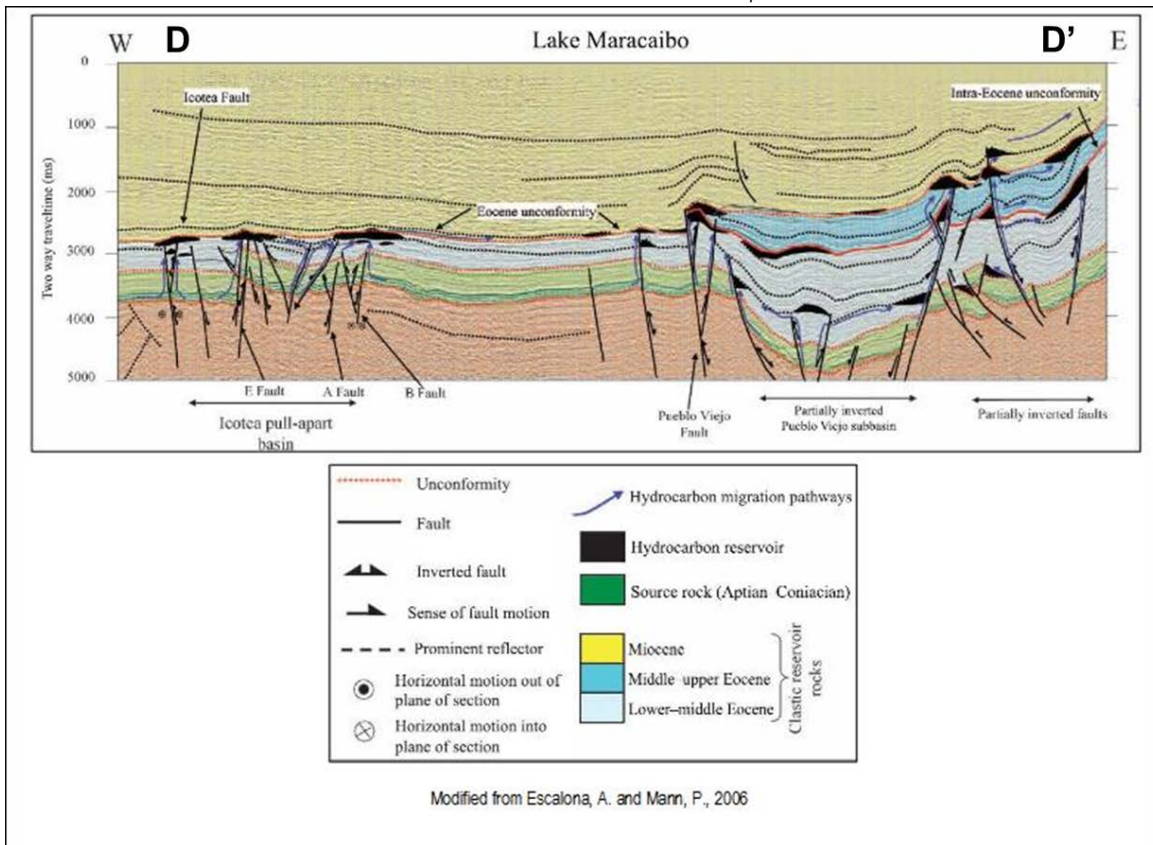 W D Lake Maracaibo D' E
0
Icotea Fault
Intra-Eocene unconformity
1000
2000
Eocene unconformity
3000
4000
5000
Two way traveltime (ms)
E Fault A Fault B Fault
Icotea pull-apart
basin
Pueblo Viejo
Fault
Partially inverted
Pueblo Viejo subbasin
Partially inverted faults
Unconformity
Fault
Inverted fault
Sense of fault motion
Prominent reflector
Horizontal motion out of
plane of section
Horizontal motion into
plane of section
Hydrocarbon migration pathways
Hydrocarbon reservoir
Source rock (Aptian Coniacian)
Miocene
Middle upper Eocene
Lower–middle Eocene
Clastic reservoir
rocks
Modified from Escalona, A. and Mann, P., 2006